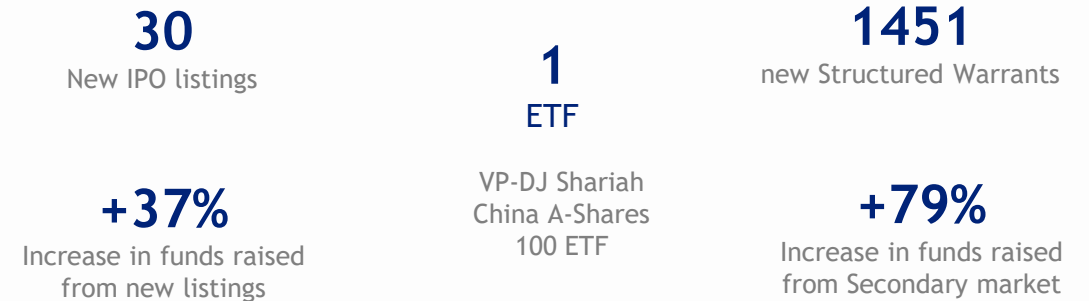 30
New IPO listings
+37%
Increase in funds raised
from new listings
1
ETF
VP-DJ Shariah
China A-Shares
100 ETF
1451
new Structured Warrants
+79%
Increase in funds raised
from Secondary market